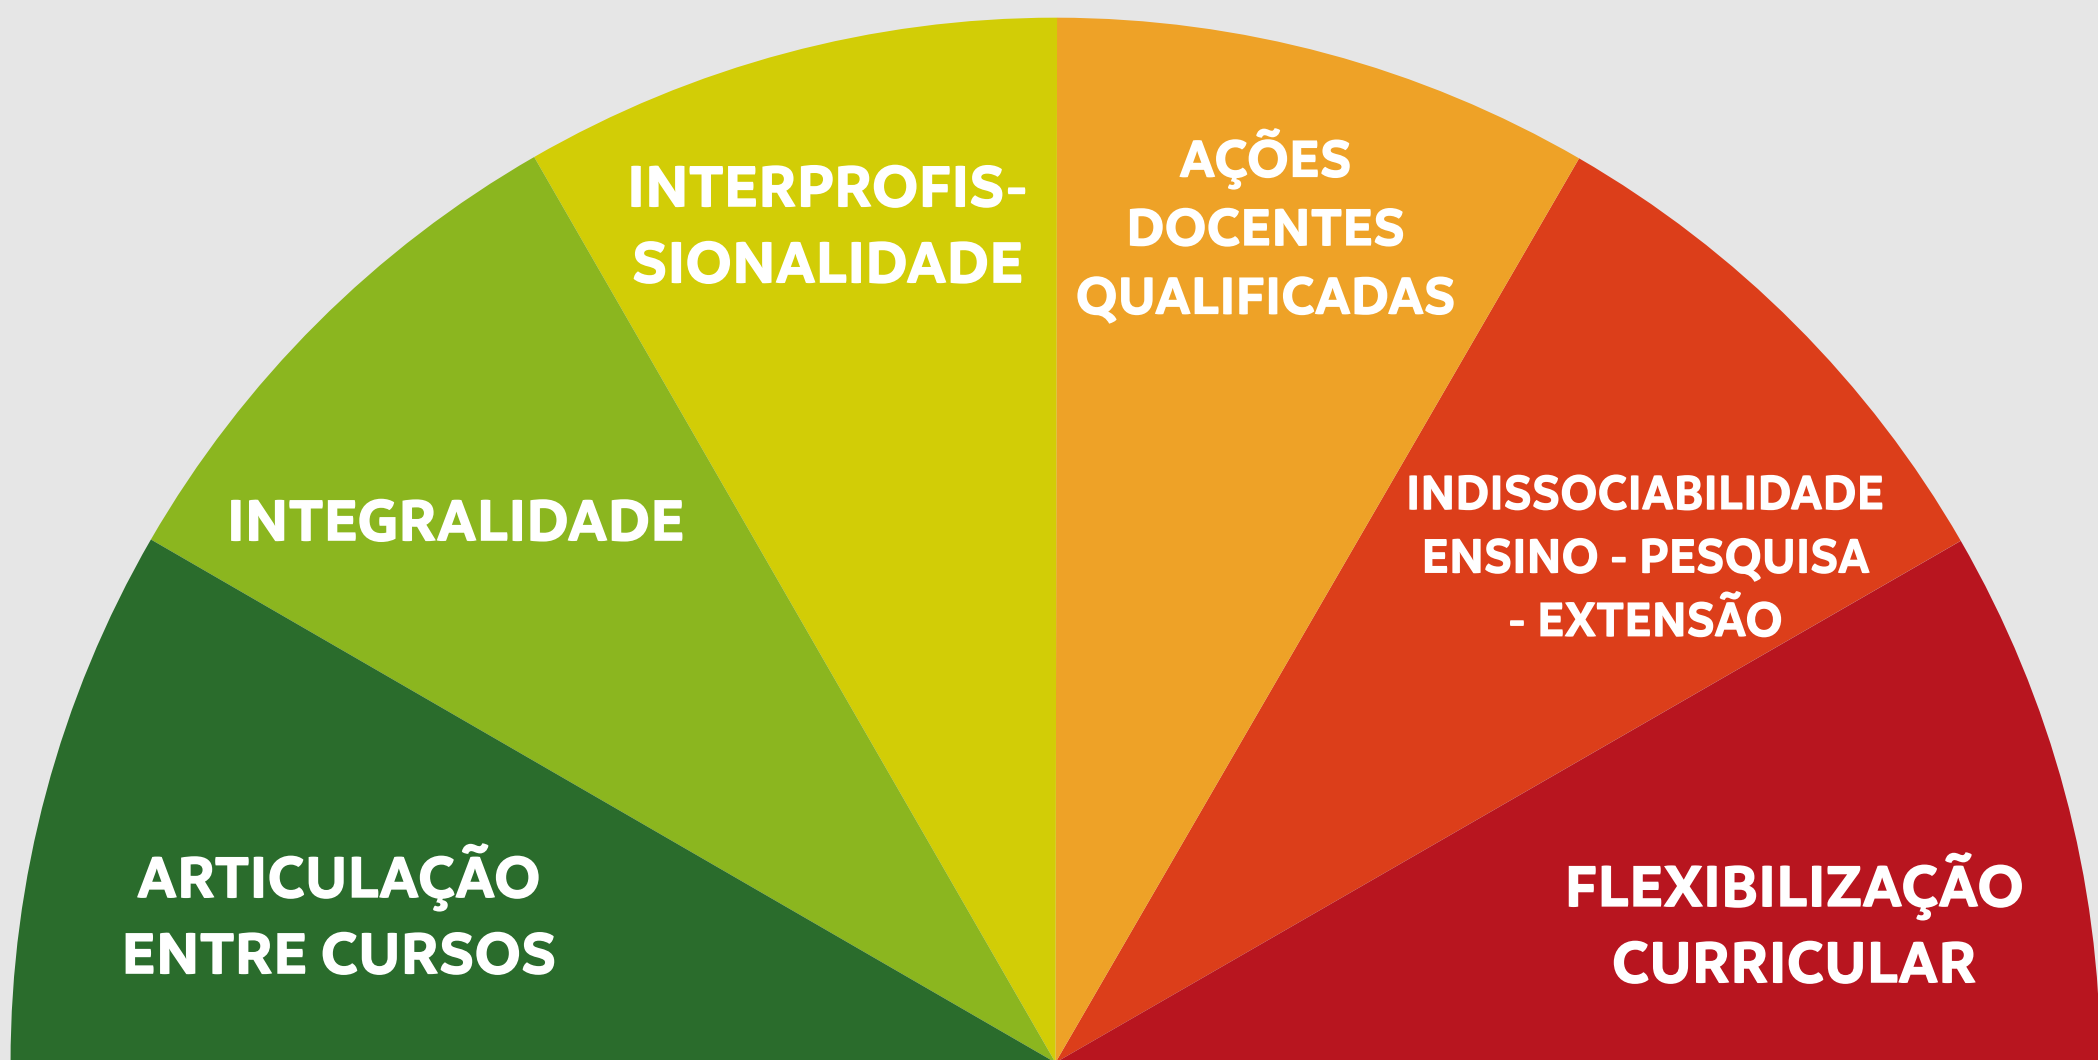 ARTICULAÇÃO
ENTRE CURSOS
INTEGRALIDADE
INTERPROFIS-
SIONALIDADE
AÇÕES
DOCENTES
QUALIFICADAS
INDISSOCIABILIDADE
ENSINO - PESQUISA
- EXTENSÃO
FLEXIBILIZAÇÃO
CURRICULAR